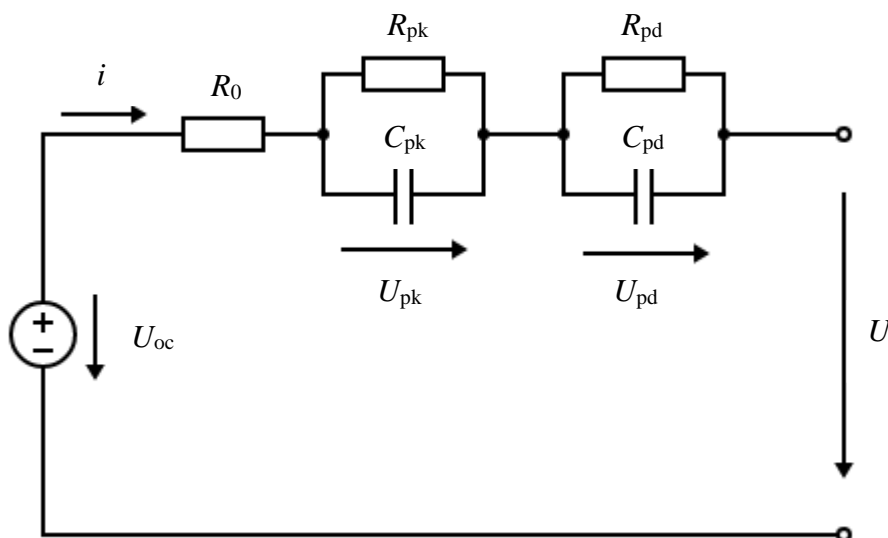 R_pk
R_pd
i
R_0
C_pk
C_pd
U_pk
U_pd
+
−
U_oc
U